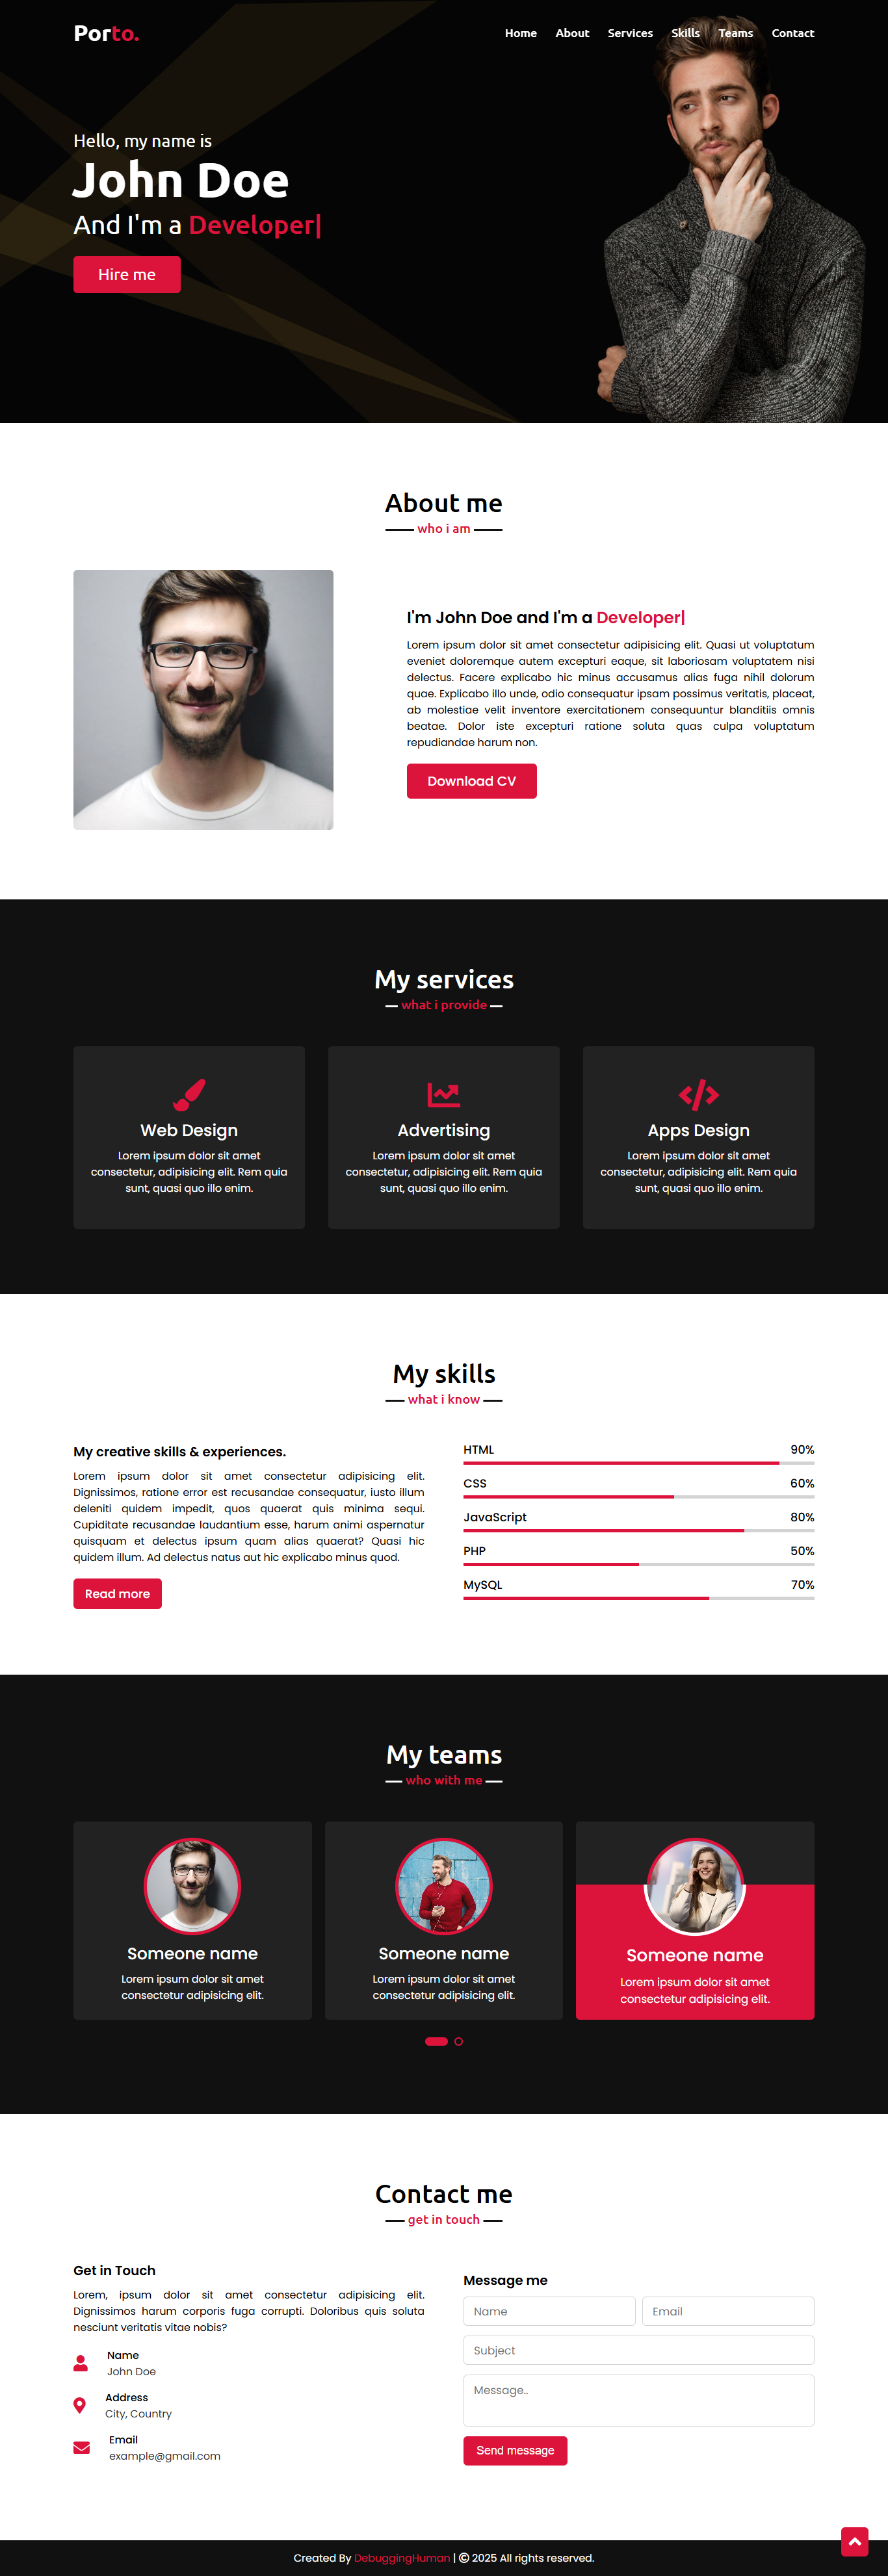 Porto.
Home About Services Skills Teams Contact
Hello, my name is
John Doe
And I'm a Developer|
Hire me
About me
who i am
I'm John Doe and I'm a Developer|
Lorem ipsum dolor sit amet consectetur adipisicing elit. Quasi ut voluptatum
eveniet doloremque autem excepturi eaque, sit laboriosam voluptatem nisi
delectus. Facere explicabo hic minus accusamus alias fuga nihil dolorum
quae. Explicabo illo unde, odio consequatur ipsam possimus veritatis, placeat,
ab molestiae velit inventore exercitationem consequuntur blanditiis omnis
beatae. Dolor iste excepturi ratione soluta quas culpa voluptatum
repudiandae harum non.
Download CV
My services
what i provide
Web Design
Lorem ipsum dolor sit amet
consectetur, adipisicing elit. Rem quia
sunt, quasi quo illo enim.
Advertising
Lorem ipsum dolor sit amet
consectetur, adipisicing elit. Rem quia
sunt, quasi quo illo enim.
Apps Design
Lorem ipsum dolor sit amet
consectetur, adipisicing elit. Rem quia
sunt, quasi quo illo enim.
My skills
what i know
My creative skills & experiences.
Lorem ipsum dolor sit amet consectetur adipisicing elit.
Dignissimos, ratione error est recusandae consequatur, iusto illum
deleniti quidem impedit, quos quaerat quis minima sequi.
Cupiditate recusandae laudantium esse, harum animi aspernatur
quisquam et delectus ipsum quam alias quaerat? Quasi hic
quidem illum. Ad delectus natus aut hic explicabo minus quod.
Read more
HTML 90%
CSS 60%
JavaScript 80%
PHP 50%
MySQL 70%
My teams
who with me
Someone name
Lorem ipsum dolor sit amet
consectetur adipisicing elit.
Someone name
Lorem ipsum dolor sit amet
consectetur adipisicing elit.
Someone name
Lorem ipsum dolor sit amet
consectetur adipisicing elit.
Contact me
get in touch
Get in Touch
Lorem, ipsum dolor sit amet consectetur adipisicing elit.
Dignissimos harum corporis fuga corrupti. Doloribus quis soluta
nesciunt veritatis vitae nobis?
Name
John Doe
Address
City, Country
Email
example@gmail.com
Message me
Name Email
Subject
Message..
Send message
Created By DebuggingHuman | © 2025 All rights reserved.